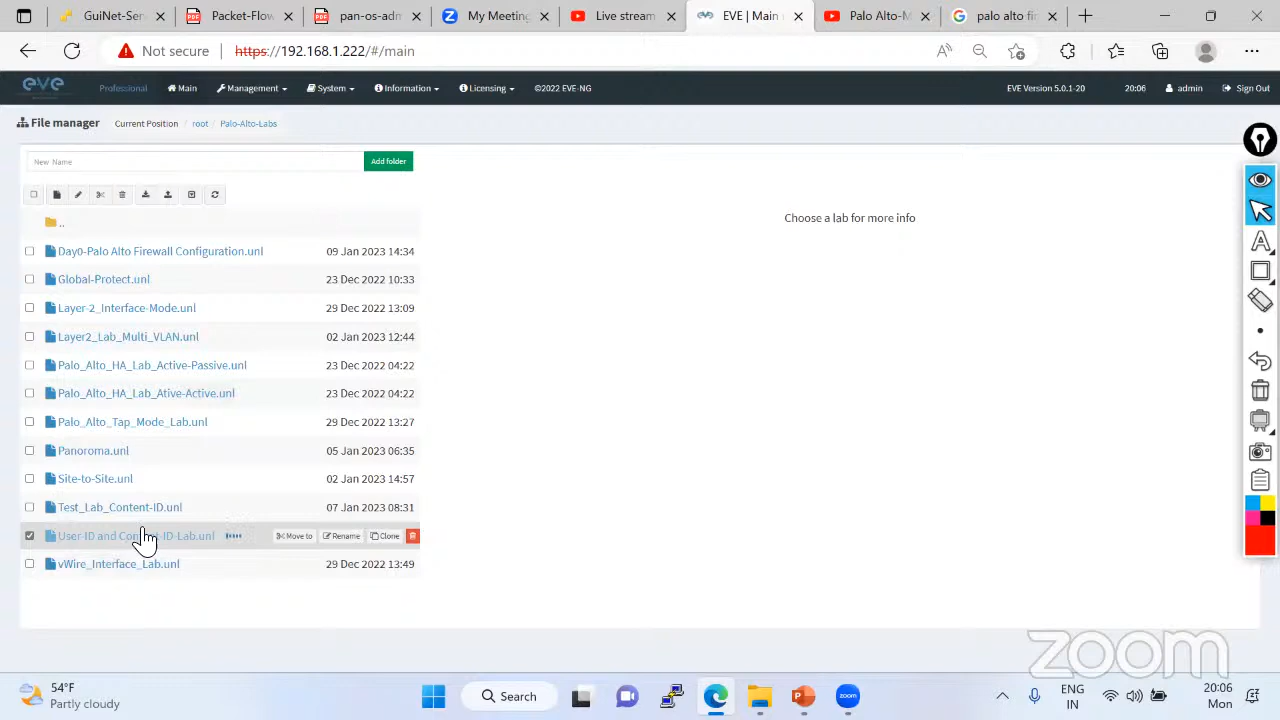 GuiNet-Ser
Packet-Flow
pan-os-adm
My Meeting
Live stream
EVE | Main
Palo Alto-M
palo alto fi
Not secure https://192.168.1.222/#/main
eve Professional Main Management System Information Licensing ©2022 EVE-NG EVE Version 5.0.1-20 20:06 admin Sign Out
File manager Current Position root / Palo-Alto-Labs
New Name Add folder
..
Choose a lab for more info
Day0-Palo Alto Firewall Configuration.unl 09 Jan 2023 14:34
Global-Protect.unl 23 Dec 2022 10:33
Layer-2_Interface-Mode.unl 29 Dec 2022 13:09
Layer2_Lab_Multi_VLAN.unl 02 Jan 2023 12:44
Palo_Alto_HA_Lab_Active-Passive.unl 23 Dec 2022 04:22
Palo_Alto_HA_Lab_Ative-Active.unl 23 Dec 2022 04:22
Palo_Alto_Tap_Mode_Lab.unl 29 Dec 2022 13:27
Panoroma.unl 05 Jan 2023 06:35
Site-to-Site.unl 02 Jan 2023 14:57
Test_Lab_Content-ID.unl 07 Jan 2023 08:31
User-ID and Content-ID-Lab.unl Move to Rename Clone
vWire_Interface_Lab.unl 29 Dec 2022 13:49
zoom
54°F
Partly cloudy
Search
zoom
ENG
IN
20:06
Mon